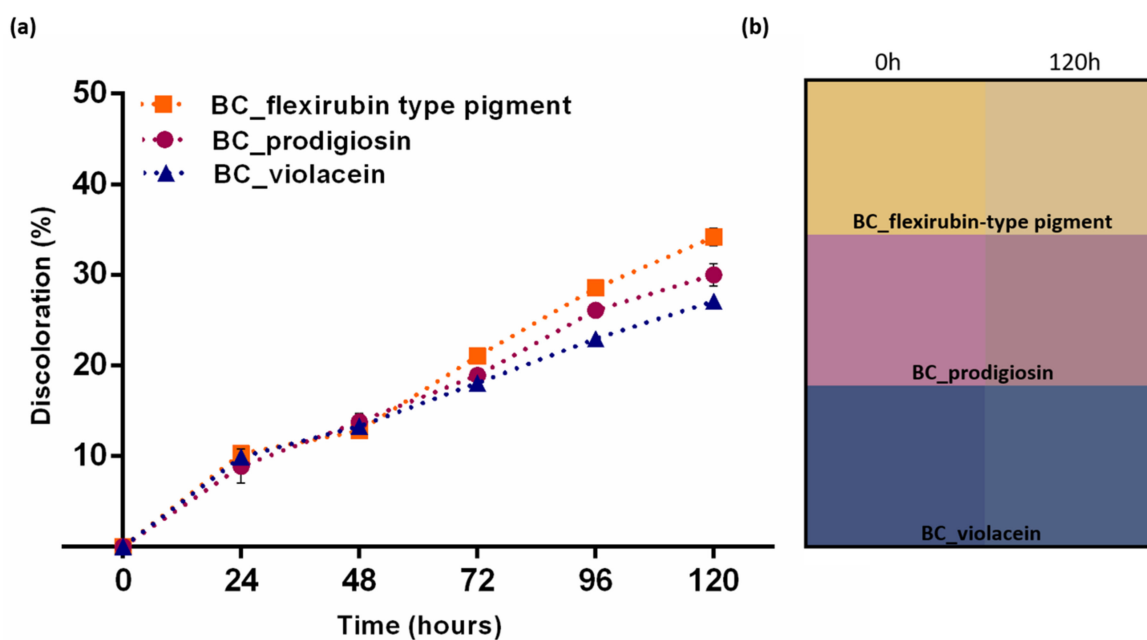 (a)
50
40
30
20
10
0
24
48
72
96
120
Discoloration (%)
Time (hours)
BC_flexirubin type pigment
BC_prodigiosin
BC_violacein
(b)
0h 120h
BC_flexirubin-type pigment
BC_prodigiosin
BC_violacein